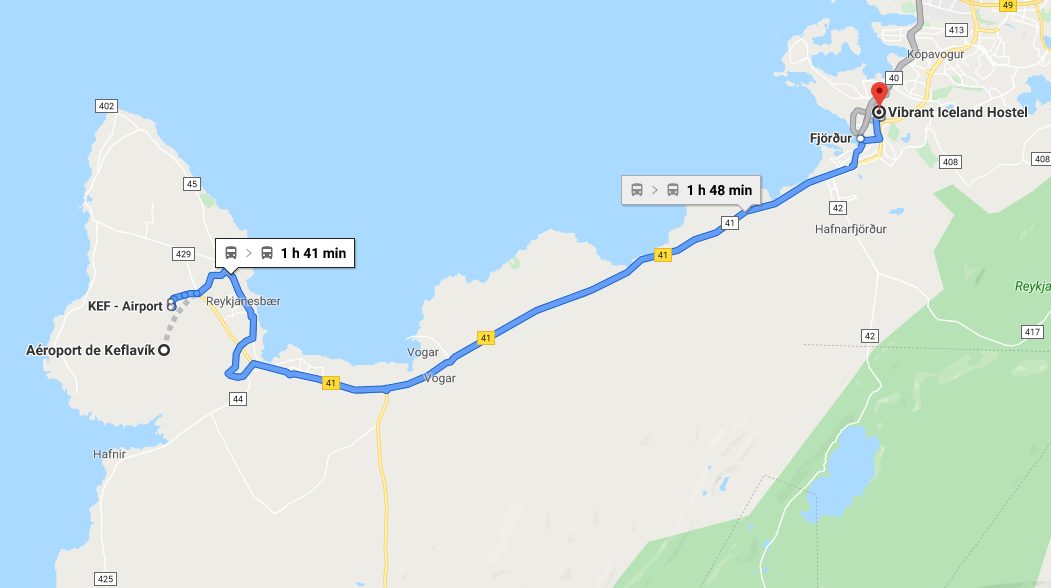 49
413
Kópavogur
40
402
Vibrant Iceland Hostel
Fjörður
408
408
45
1 h 48 min
42
41
Hafnarfjörður
429
1 h 41 min
41
Reykja
KEF - Airport
Reykjanesbær
417
42
41
Aéroport de Keflavík
Vogar
Vogar
41
44
Hafnir
425